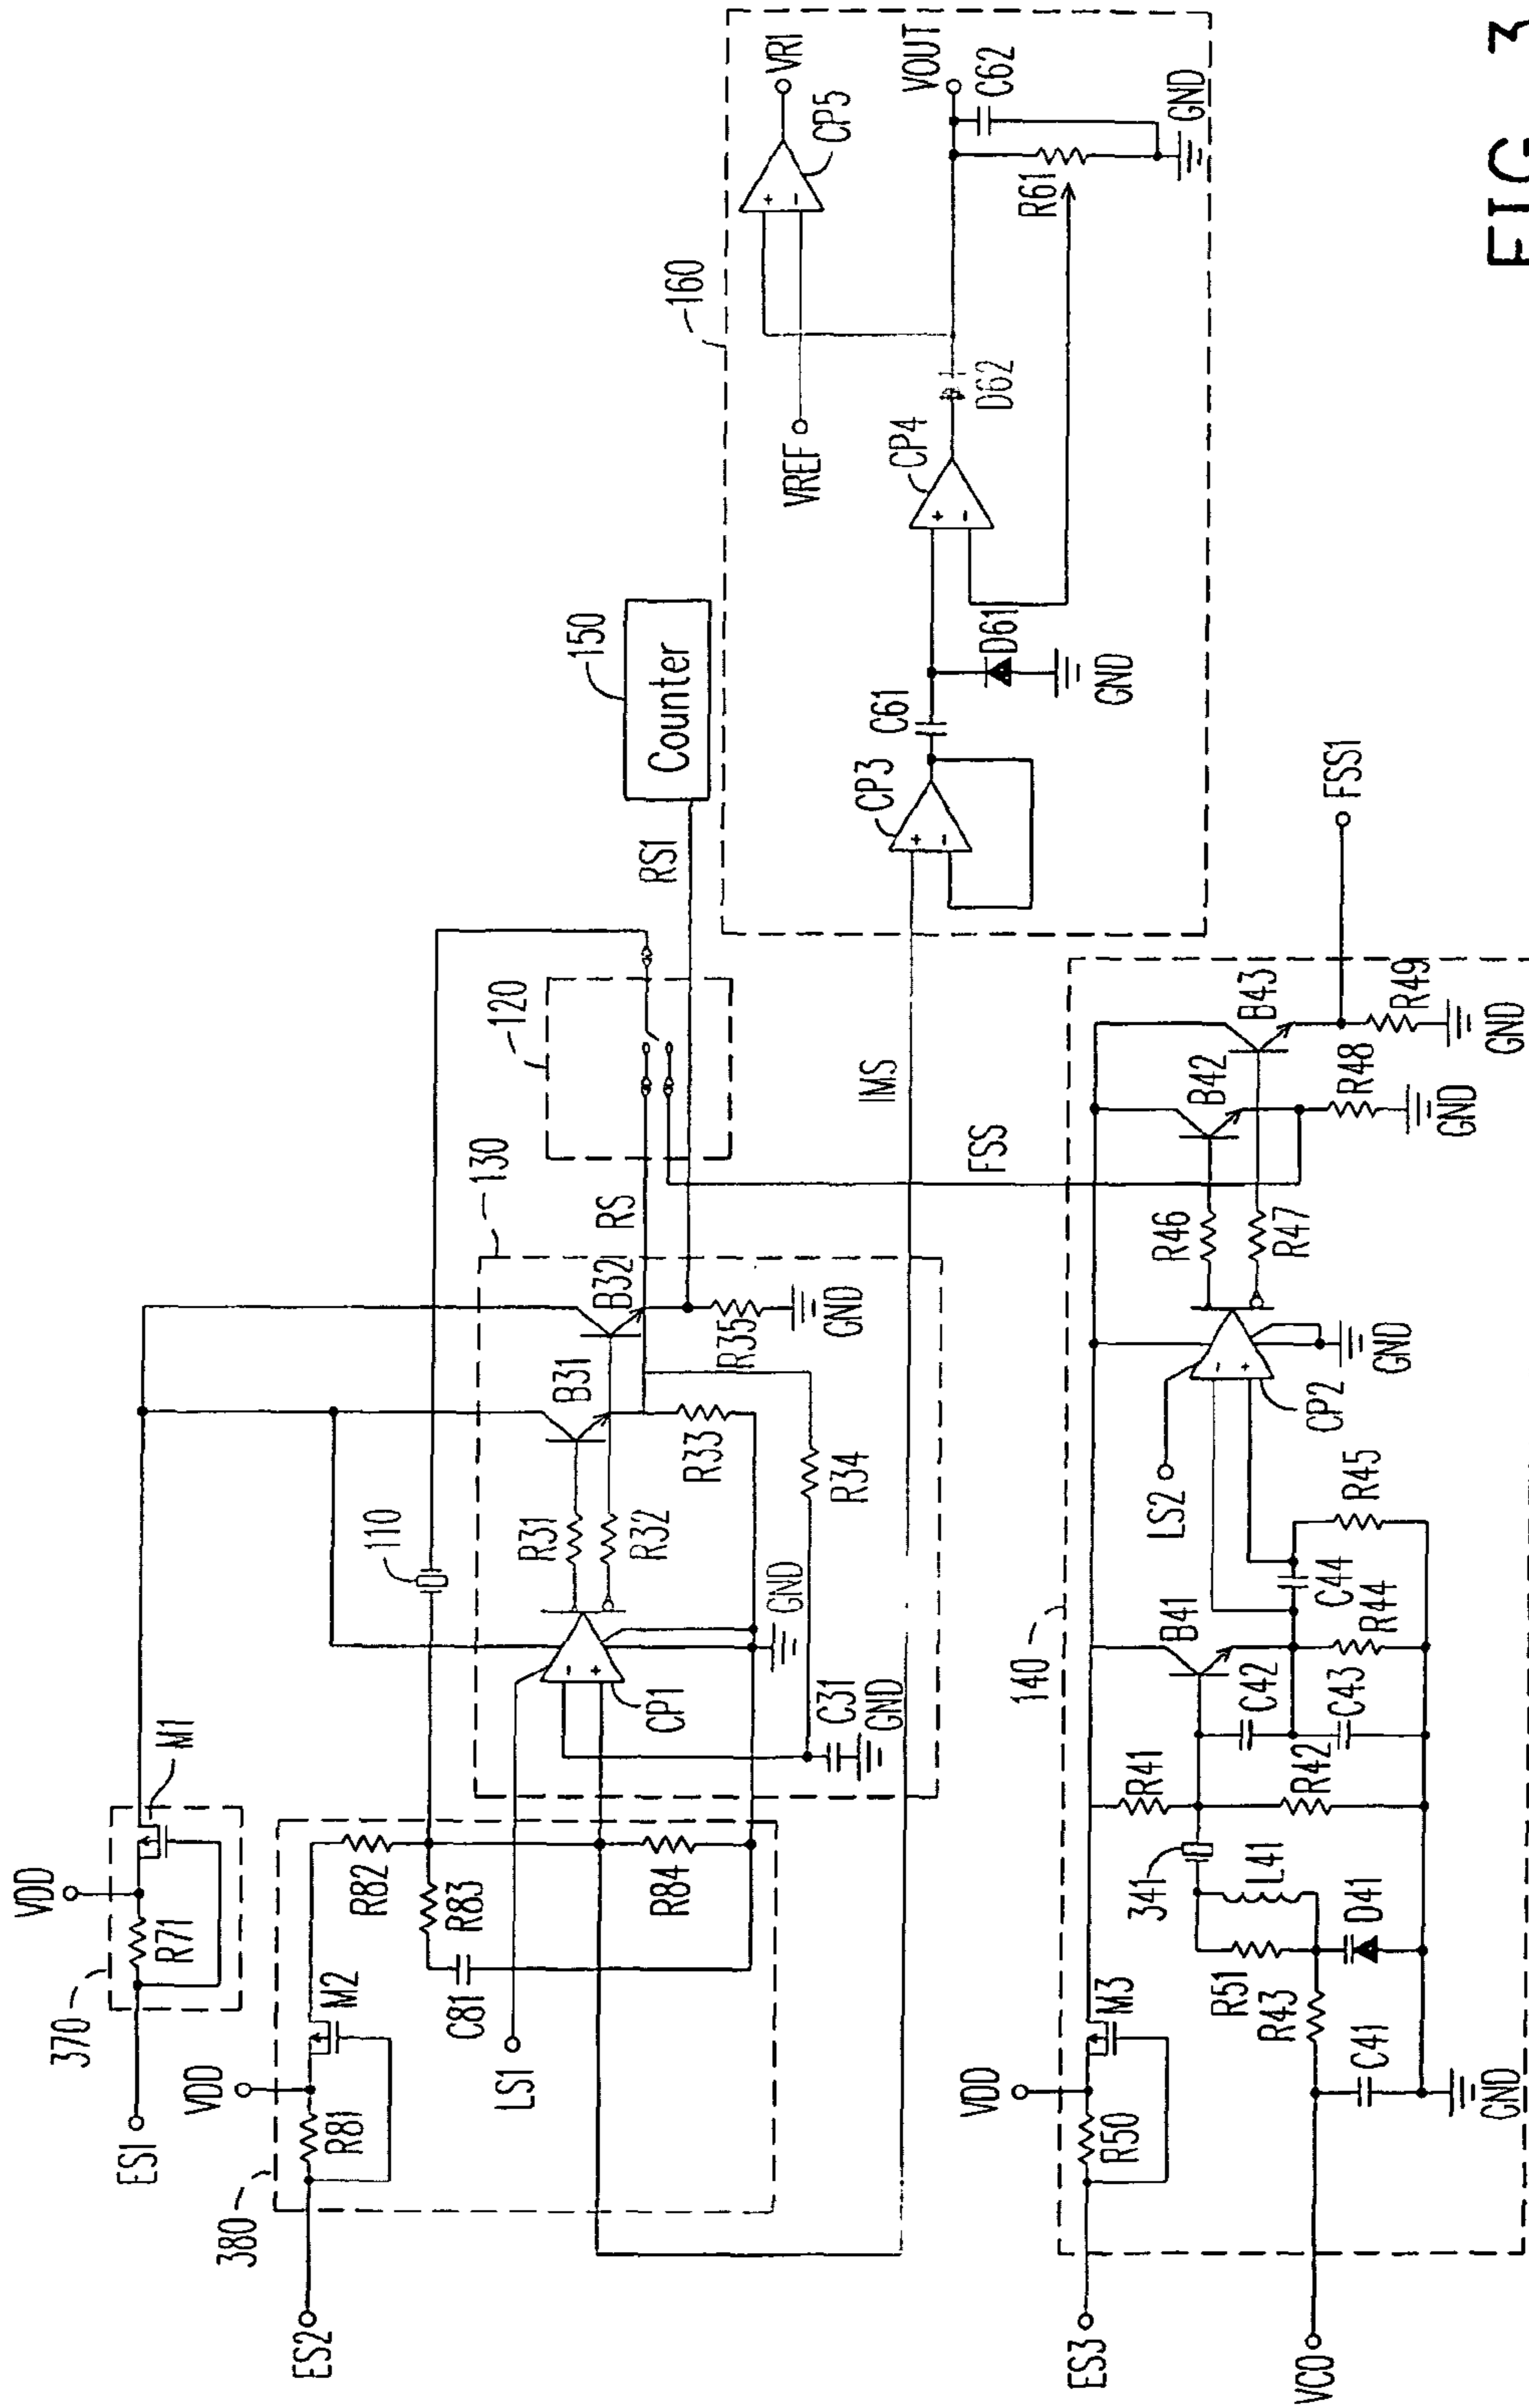 ES1
370
R71
VDD
M1
ES2
380
R81
VDD
M2
R82
R83
C81
R84
LS1
110
130
CP1
R31
R32
B31
B32
R33
R34
R35
C31
GND
GND
GND
RS
120
RS1
150
Counter
IMS
FSS
160
CP3
C61
D61
GND
CP4
D62
VREF
CP5
VR1
VOUT
R61
C62
GND
ES3
VCO
140
R50
VDD
M3
C41
GND
R43
R51
D41
L41
341
R41
R42
C42
C43
B41
R44
C44
R45
LS2
CP2
GND
R46
R47
B42
B43
R48
GND
R49
GND
FSS1
FIG. 3